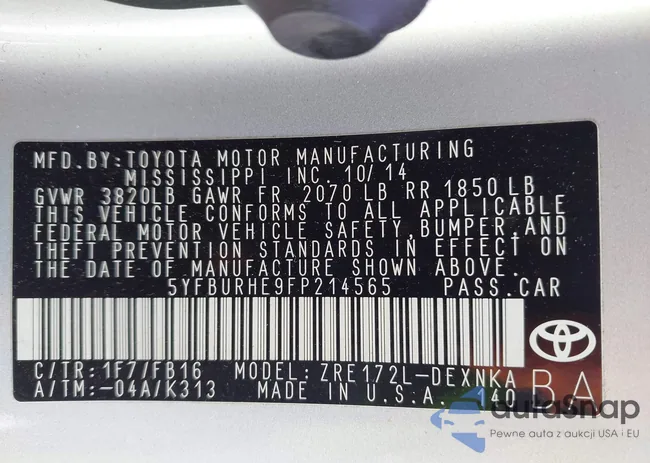 MFD. BY: TOYOTA MOTOR MANUFACTURING
MISSISSIPPI INC. 10/14
GVWR 3820LB GAWR FR 2070 LB RR 1850 LB
THIS VEHICLE CONFORMS TO ALL APPLICABLE
FEDERAL MOTOR VEHICLE SAFETY, BUMPER, AND
THEFT PREVENTION STANDARDS IN EFFECT ON
THE DATE OF MANUFACTURE SHOWN ABOVE.
5YFBURHE9FP214565 PASS. CAR
C/TR: 1F7/FB16 MODEL: ZRE172L-DEXNKA
A/TM: -04A/K313 MADE IN U.S.A. 140
BA
autosnap
Pewne auta z aukcji USA i EU